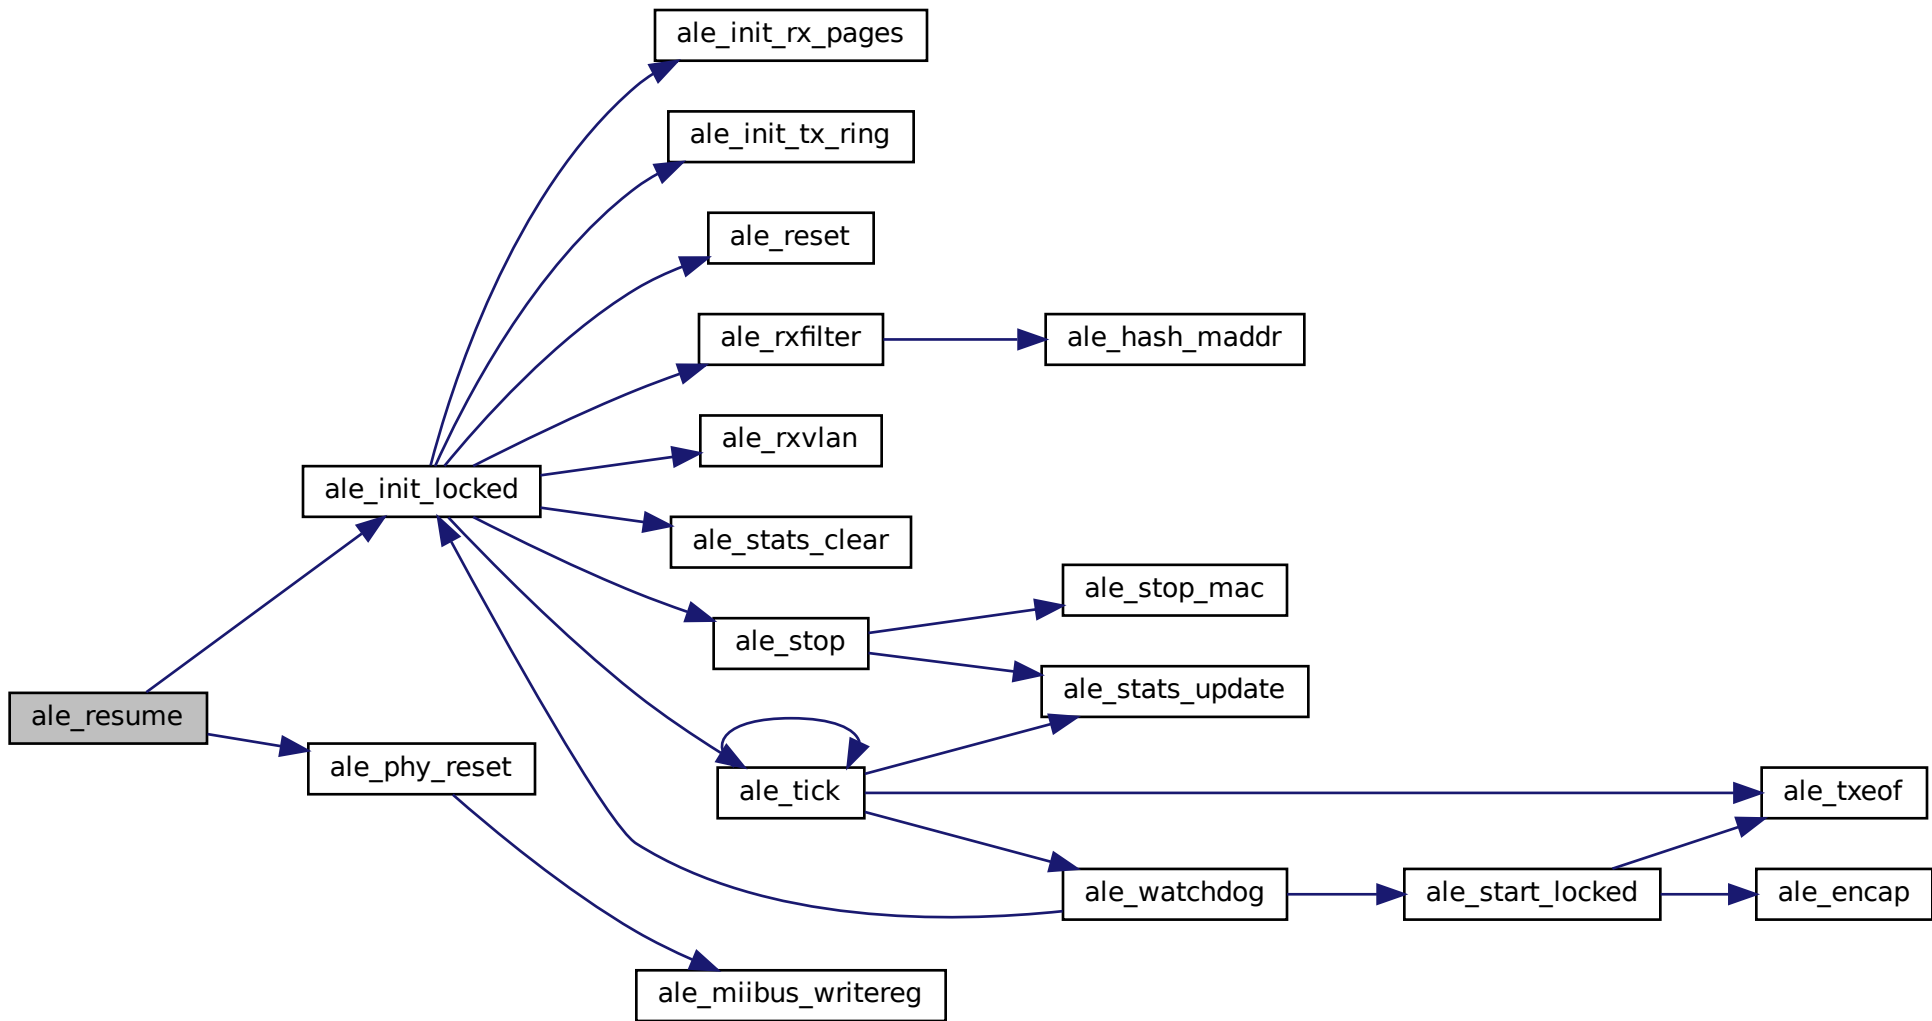 ale_init_rx_pages
ale_init_tx_ring
ale_reset
ale_rxfilter
ale_hash_maddr
ale_rxvlan
ale_init_locked
ale_stats_clear
ale_stop_mac
ale_stop
ale_stats_update
ale_resume
ale_phy_reset
ale_tick
ale_txeof
ale_watchdog
ale_start_locked
ale_encap
ale_miibus_writereg